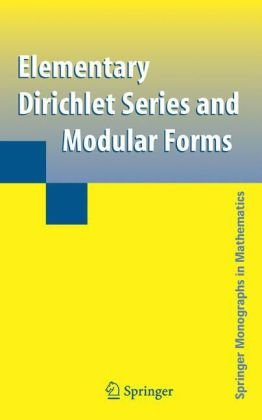 Elementary
Dirichlet Series and
Modular Forms
Springer Monographs in Mathematics
Springer